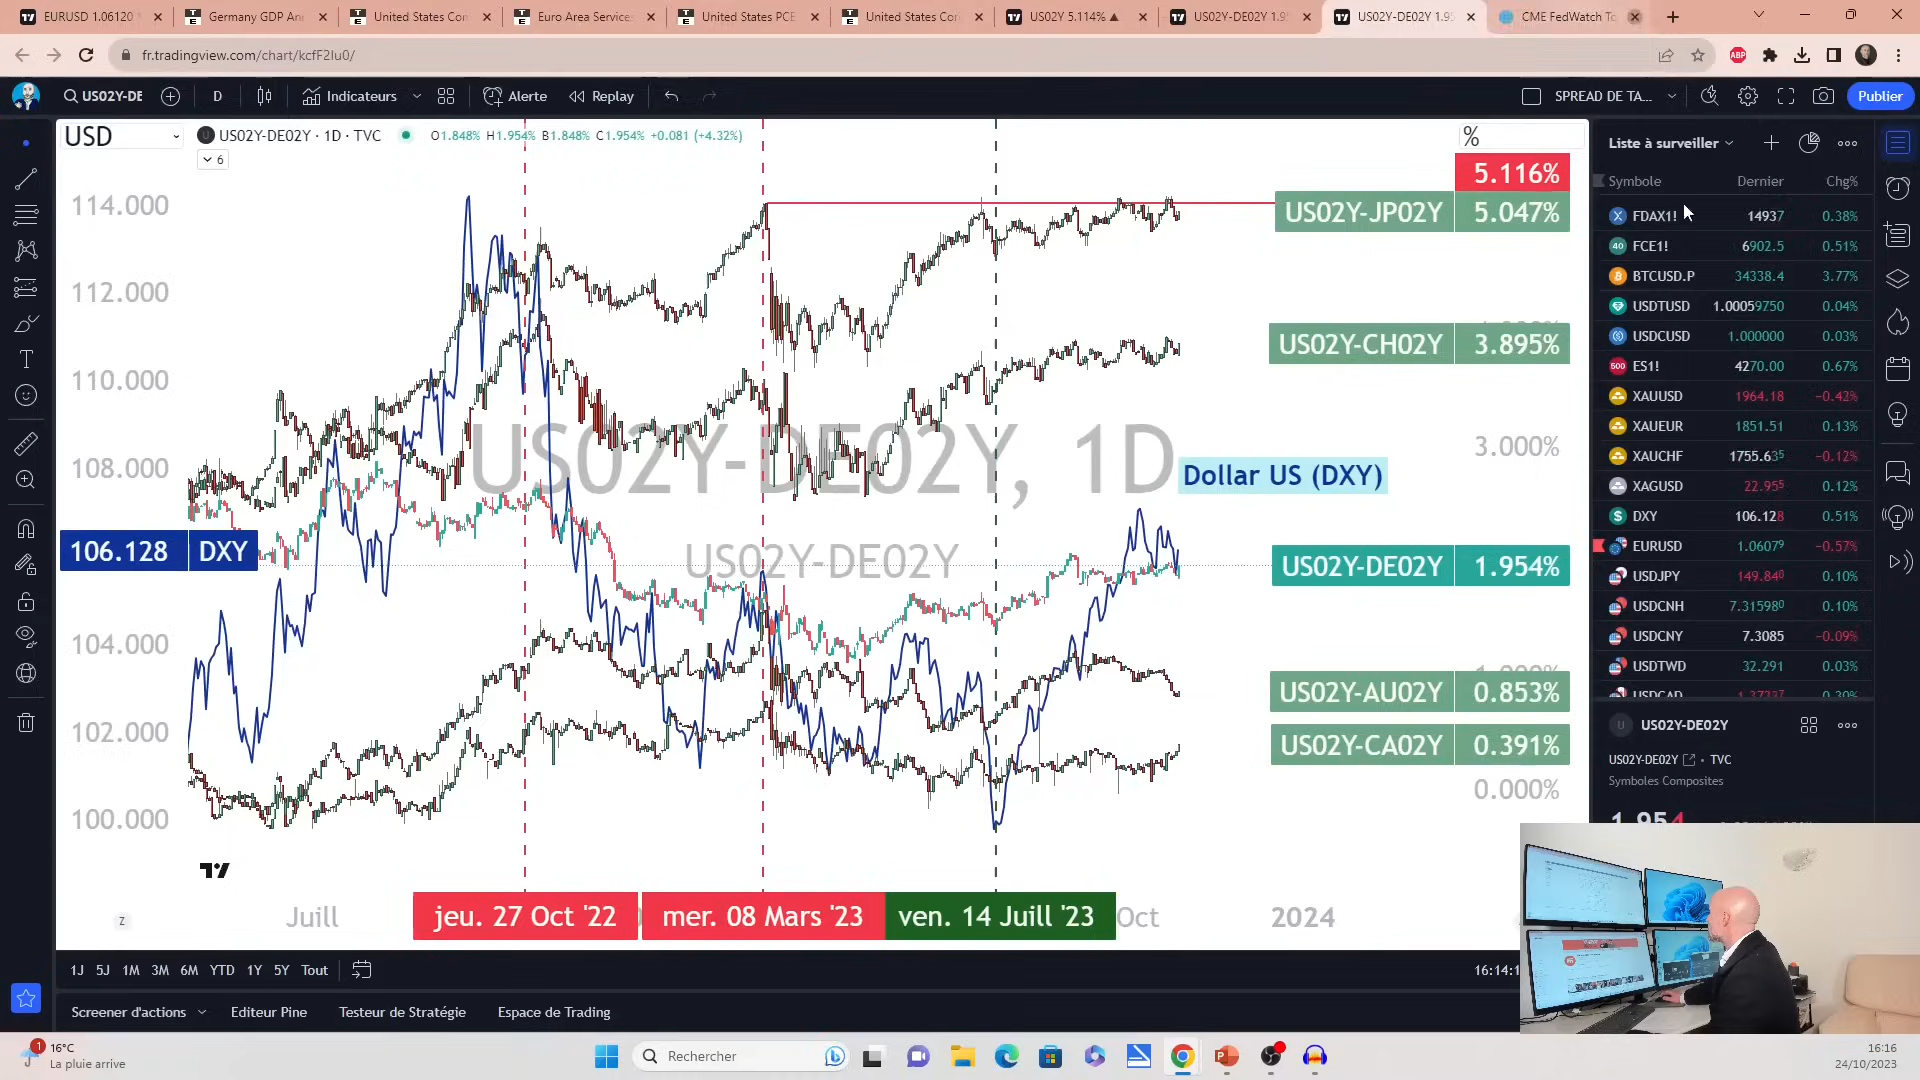 EURUSD 1.06120
Germany GDP An
United States Con
Euro Area Services
United States PCE
United States Con
US02Y 5.114% ▲
US02Y-DE02Y 1.9
US02Y-DE02Y 1.95
CME FedWatch To
fr.tradingview.com/chart/kcfF2Iu0/
ABP
US02Y-DE
D
Indicateurs
Alerte
Replay
SPREAD DE TA...
Publier
USD
US02Y-DE02Y · 1D · TVC
O1.848% H1.954% B1.848% C1.954% +0.081 (+4.32%)
6
%
5.116%
US02Y-JP02Y 5.047%
US02Y-CH02Y 3.895%
3.000%
US02Y-DE02Y, 1D
US02Y-DE02Y
Dollar US (DXY)
US02Y-DE02Y 1.954%
US02Y-AU02Y 0.853%
US02Y-CA02Y 0.391%
0.000%
114.000
112.000
110.000
108.000
106.128 DXY
104.000
102.000
100.000
Z
Juill
jeu. 27 Oct '22
mer. 08 Mars '23
ven. 14 Juill '23
Oct
2024
1J 5J 1M 3M 6M YTD 1Y 5Y Tout
16:14:1
Screener d'actions
Editeur Pine
Testeur de Stratégie
Espace de Trading
Liste à surveiller
Symbole Dernier Chg%
FDAX1! 14937 0.38%
FCE1! 6902.5 0.51%
BTCUSD.P 34338.4 3.77%
USDTUSD 1.00059750 0.04%
USDCUSD 1.000000 0.03%
ES1! 4270.00 0.67%
XAUUSD 1964.18 −0.42%
XAUEUR 1851.51 0.13%
XAUCHF 1755.635 −0.12%
XAGUSD 22.955 0.12%
DXY 106.128 0.51%
EURUSD 1.06079 −0.57%
USDJPY 149.840 0.10%
USDCNH 7.315980 0.10%
USDCNY 7.3085 −0.09%
USDTWD 32.291 0.03%
USDCAD 1.37237 0.20%
US02Y-DE02Y
US02Y-DE02Y · TVC
Symboles Composites
1.954
1
16°C
La pluie arrive
Rechercher
16:16
24/10/2023